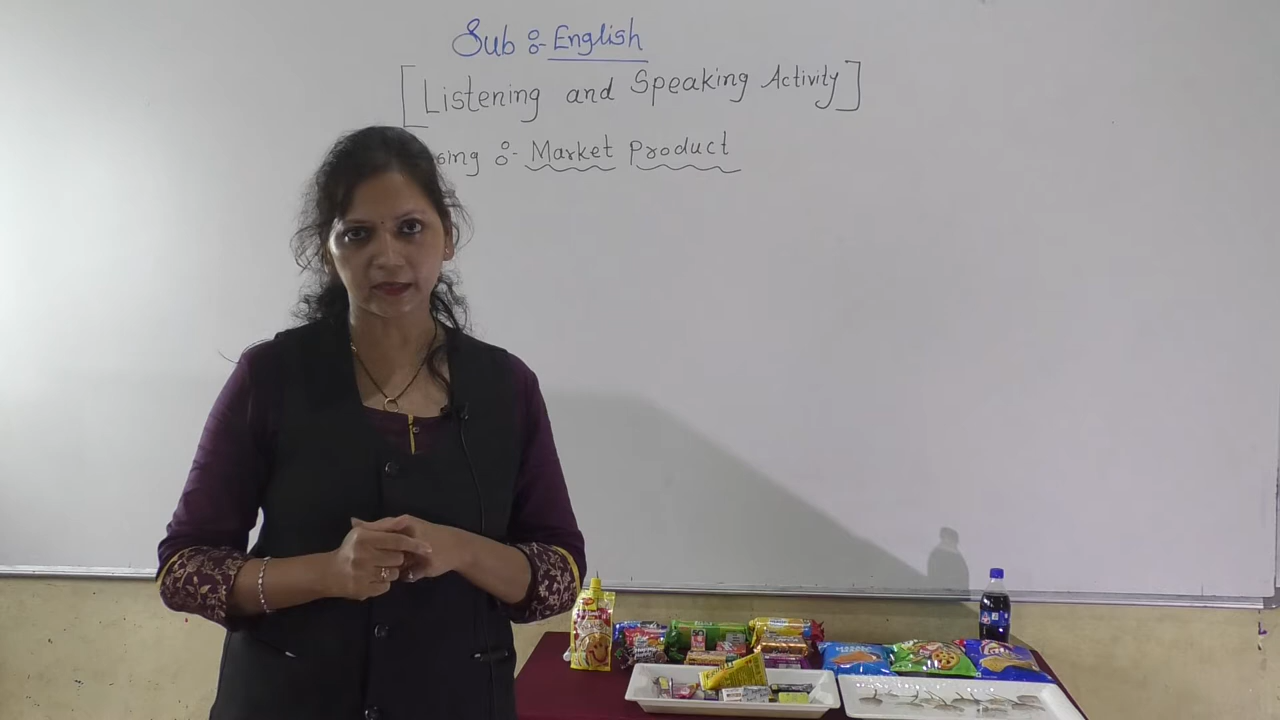 Sub :- English
[Listening and Speaking Activity]
:- Market Product